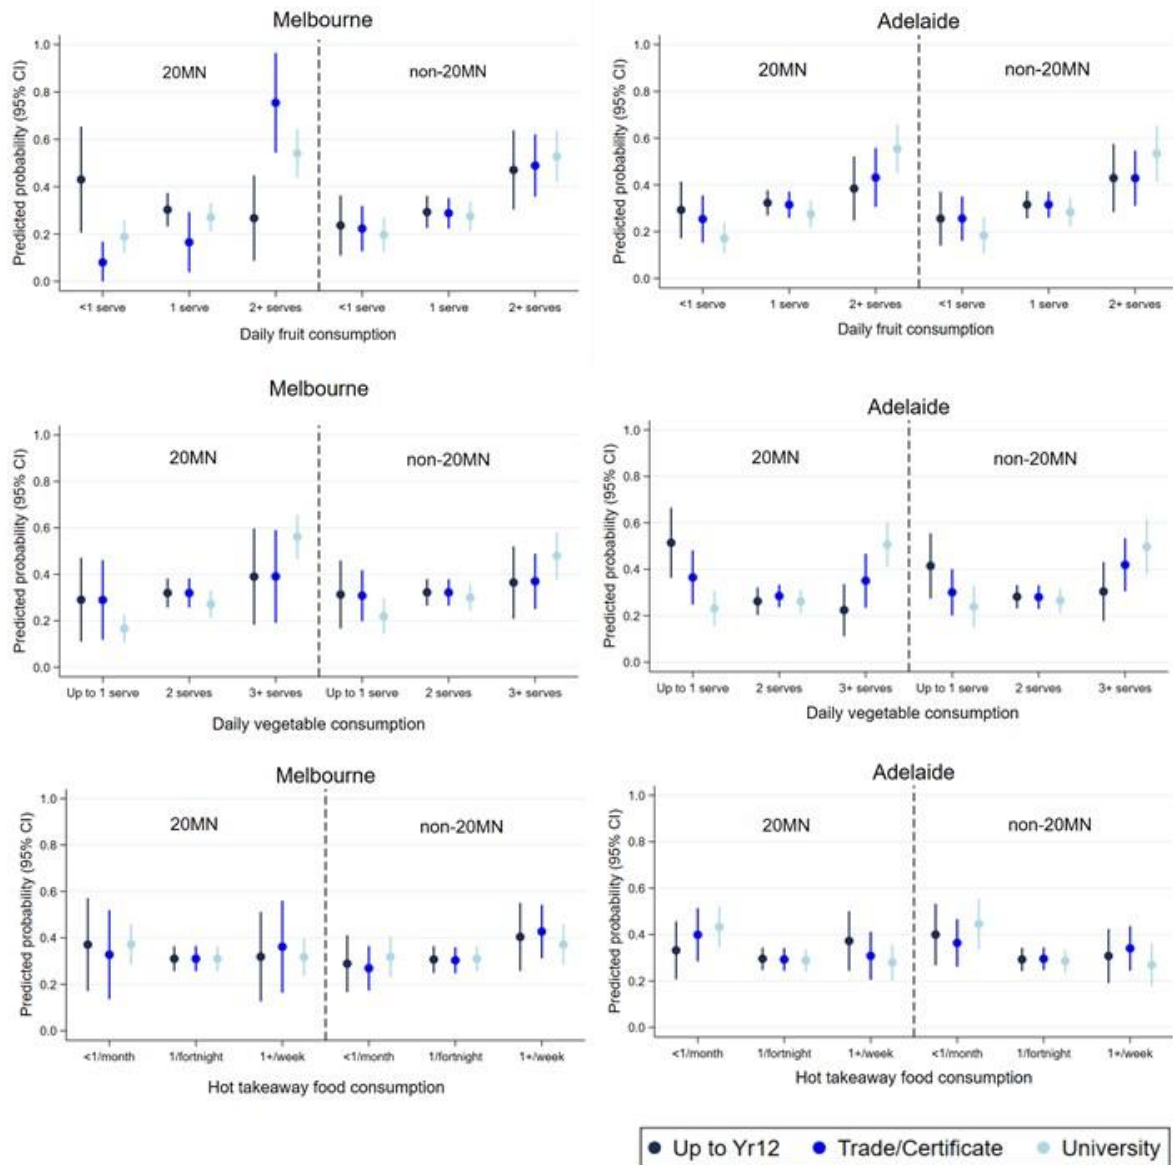 Melbourne
Predicted probability (95% CI)
1.0
0.8
0.6
0.4
0.2
0.0
20MN
non-20MN
<1 serve
1 serve
2+ serves
<1 serve
1 serve
2+ serves
Daily fruit consumption
Adelaide
Predicted probability (95% CI)
1.0
0.8
0.6
0.4
0.2
0.0
20MN
non-20MN
<1 serve
1 serve
2+ serves
<1 serve
1 serve
2+ serves
Daily fruit consumption
Melbourne
Predicted probability (95% CI)
1.0
0.8
0.6
0.4
0.2
0.0
20MN
non-20MN
Up to 1 serve
2 serves
3+ serves
Up to 1 serve
2 serves
3+ serves
Daily vegetable consumption
Adelaide
Predicted probability (95% CI)
1.0
0.8
0.6
0.4
0.2
0.0
20MN
non-20MN
Up to 1 serve
2 serves
3+ serves
Up to 1 serve
2 serves
3+ serves
Daily vegetable consumption
Melbourne
Predicted probability (95% CI)
1.0
0.8
0.6
0.4
0.2
0.0
20MN
non-20MN
<1/month
1/fortnight
1+/week
<1/month
1/fortnight
1+/week
Hot takeaway food consumption
Adelaide
Predicted probability (95% CI)
1.0
0.8
0.6
0.4
0.2
0.0
20MN
non-20MN
<1/month
1/fortnight
1+/week
<1/month
1/fortnight
1+/week
Hot takeaway food consumption
Up to Yr12
Trade/Certificate
University